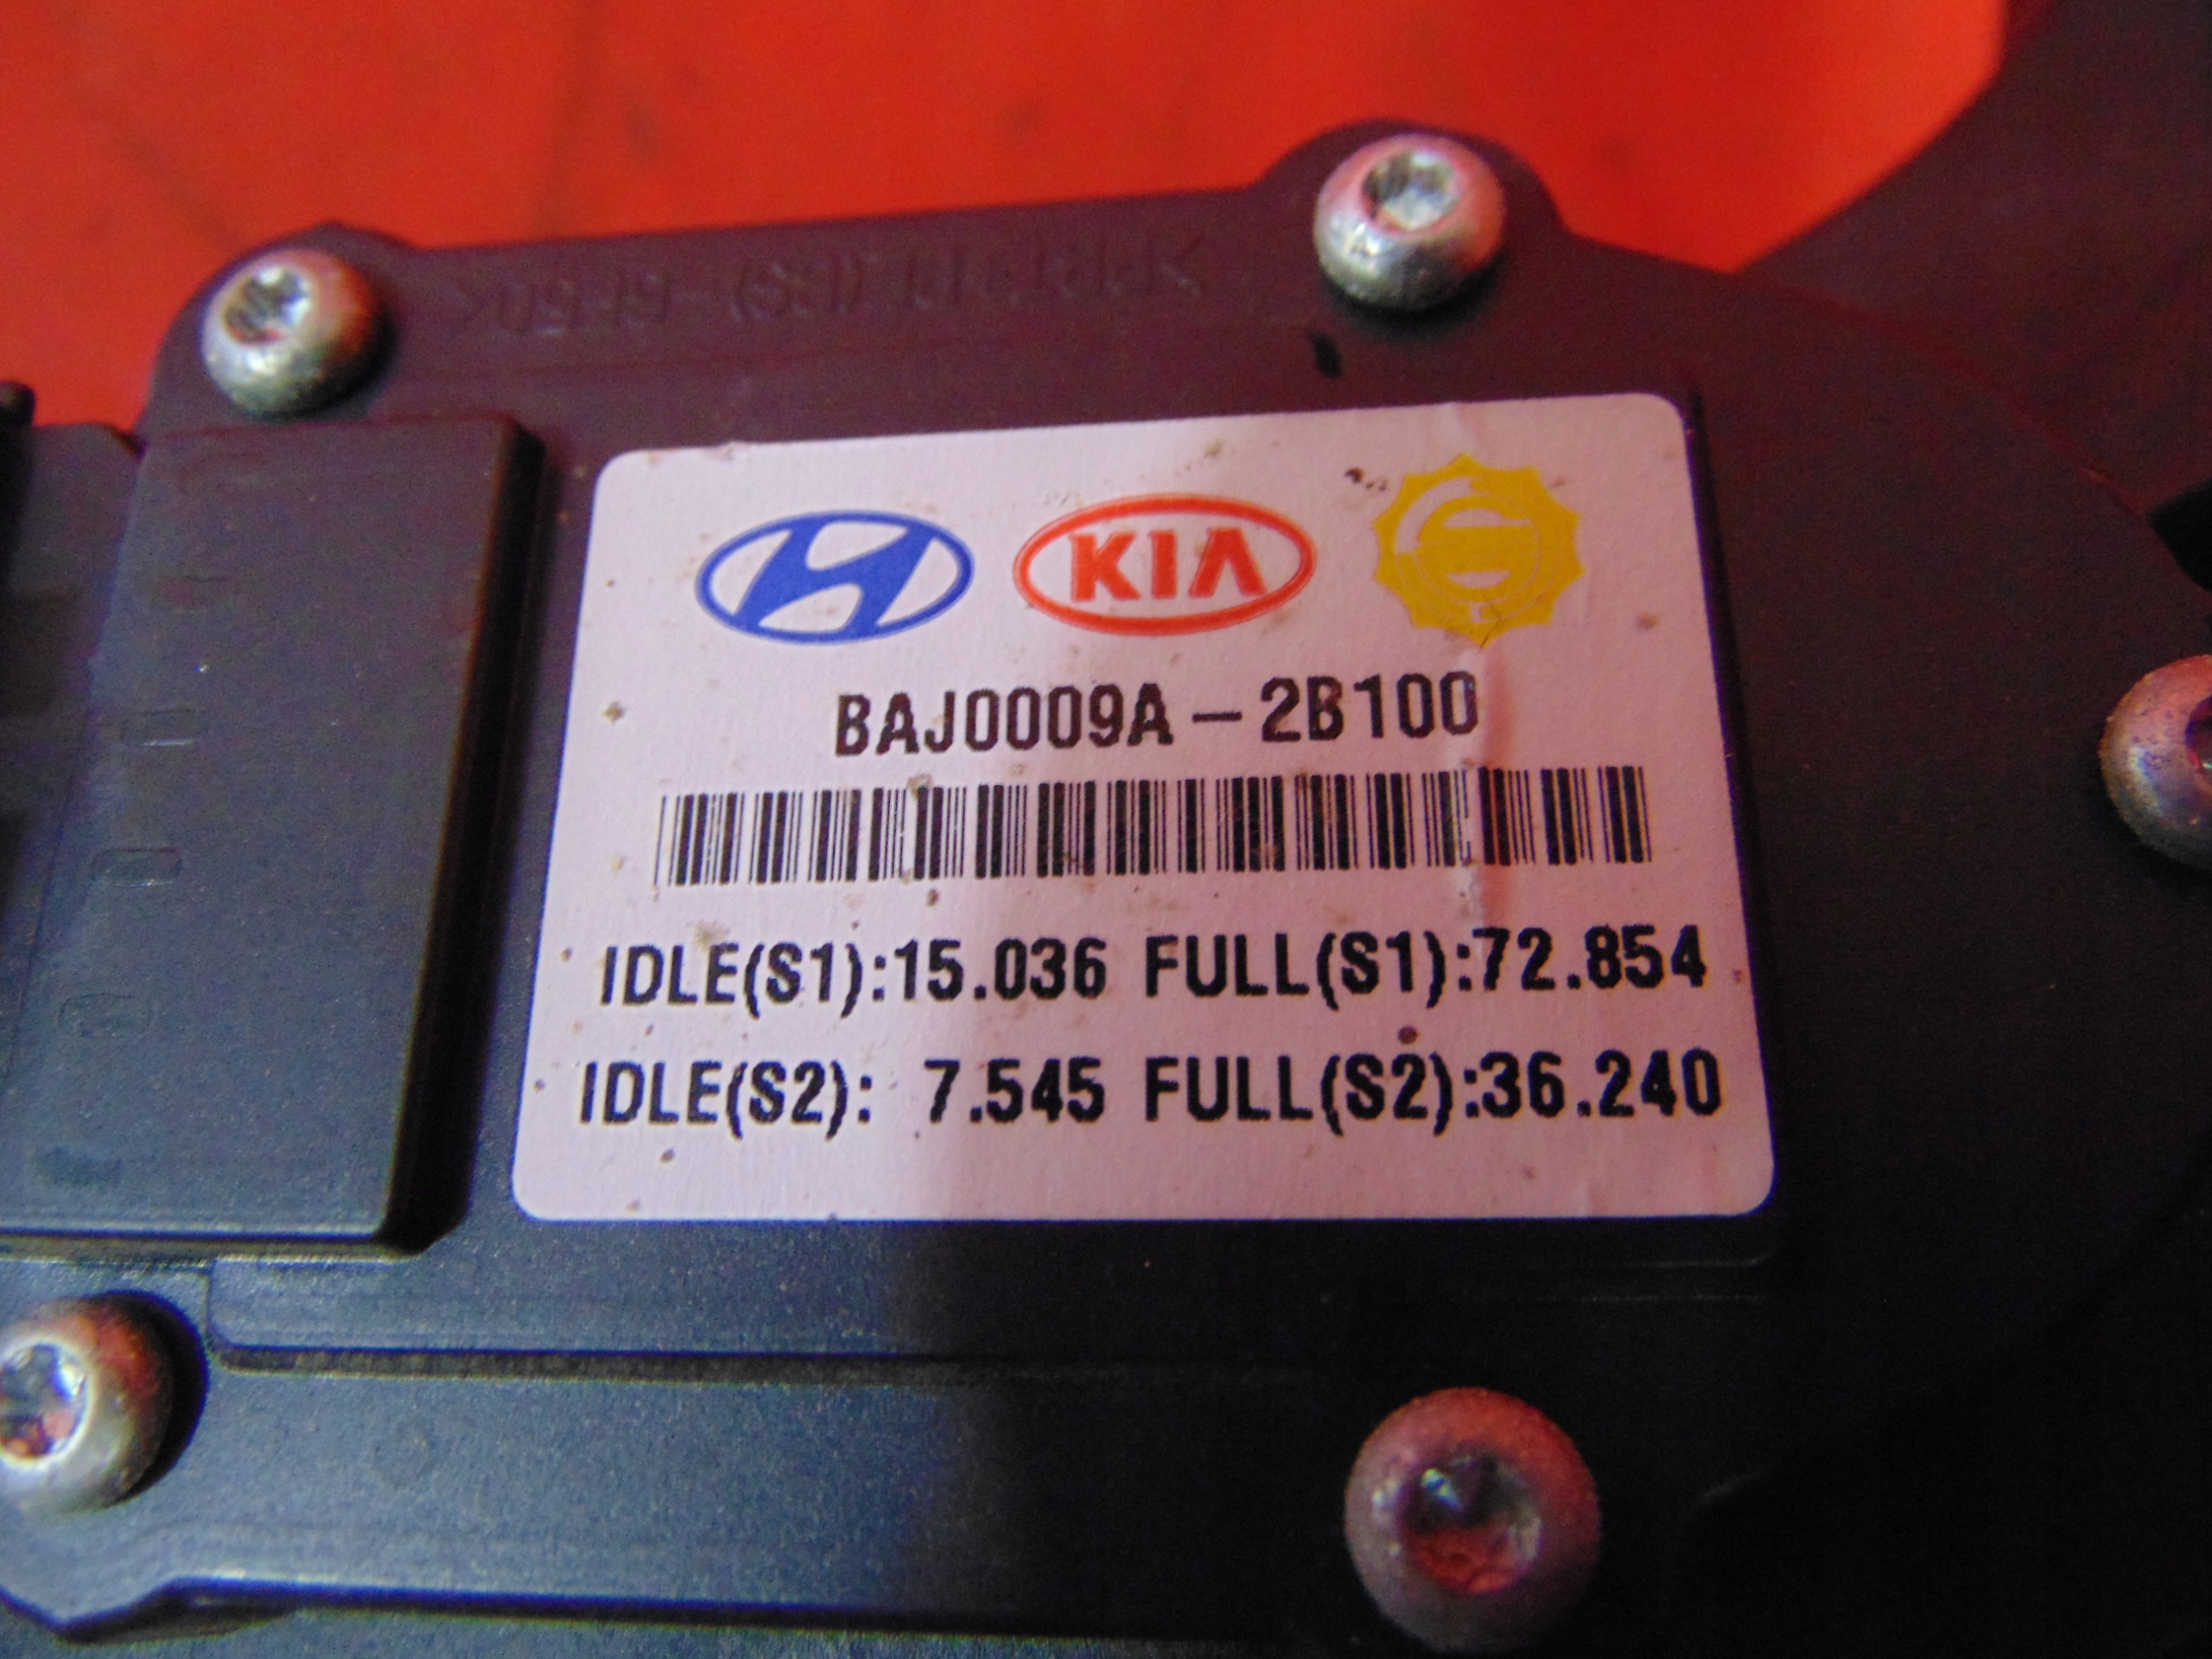 KIA
BAJ0009A-2B100
IDLE(S1):15.036 FULL(S1):72.854
IDLE(S2): 7.545 FULL(S2):36.240